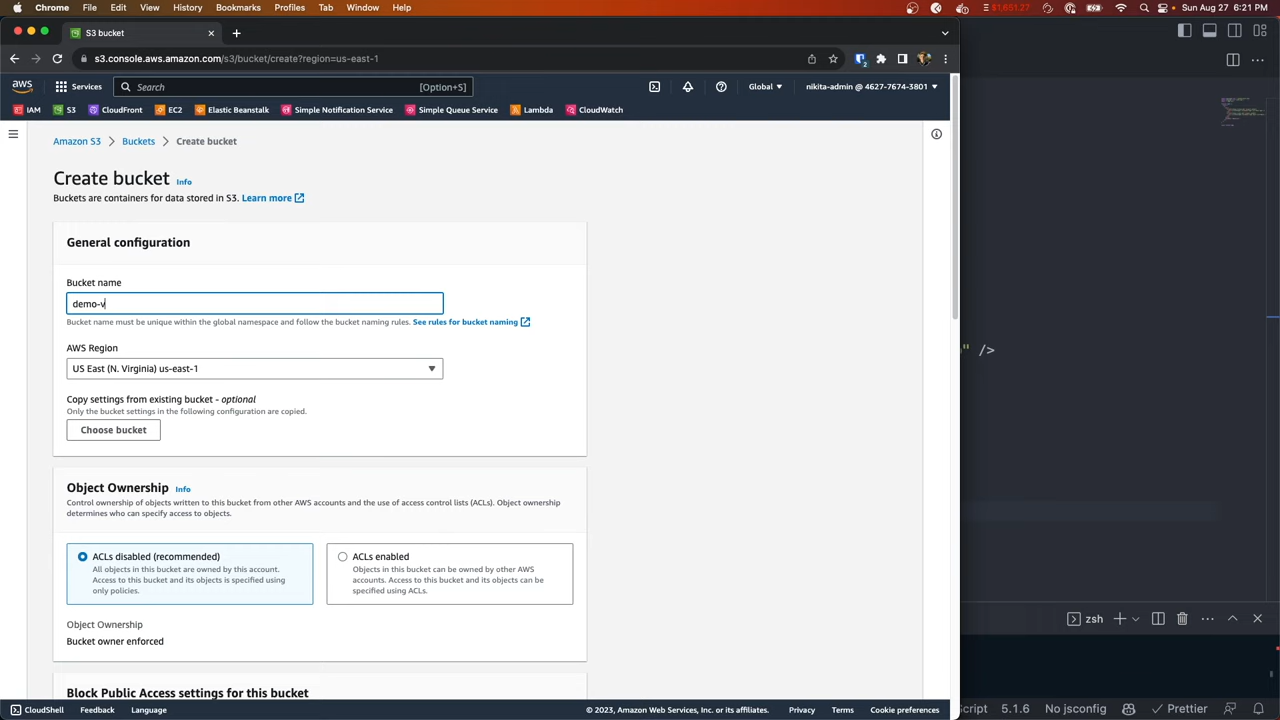 Chrome File Edit View History Bookmarks Profiles Tab Window Help
$1,651.27 Sun Aug 27 6:21 PM
S3 bucket
s3.console.aws.amazon.com/s3/bucket/create?region=us-east-1
aws Services Search [Option+S] Global nikita-admin @ 4627-7674-3801
IAM S3 CloudFront EC2 Elastic Beanstalk Simple Notification Service Simple Queue Service Lambda CloudWatch
Amazon S3 Buckets Create bucket
Create bucket Info
Buckets are containers for data stored in S3. Learn more
General configuration
Bucket name
demo-v
Bucket name must be unique within the global namespace and follow the bucket naming rules. See rules for bucket naming
AWS Region
US East (N. Virginia) us-east-1
" />
Copy settings from existing bucket - optional
Only the bucket settings in the following configuration are copied.
Choose bucket
Object Ownership Info
Control ownership of objects written to this bucket from other AWS accounts and the use of access control lists (ACLs). Object ownership
determines who can specify access to objects.
ACLs disabled (recommended)
All objects in this bucket are owned by this account.
Access to this bucket and its objects is specified using
only policies.
ACLs enabled
Objects in this bucket can be owned by other AWS
accounts. Access to this bucket and its objects can be
specified using ACLs.
Object Ownership
Bucket owner enforced
zsh
Block Public Access settings for this bucket
CloudShell Feedback Language © 2023, Amazon Web Services, Inc. or its affiliates. Privacy Terms Cookie preferences
Script 5.1.6 No jsconfig Prettier